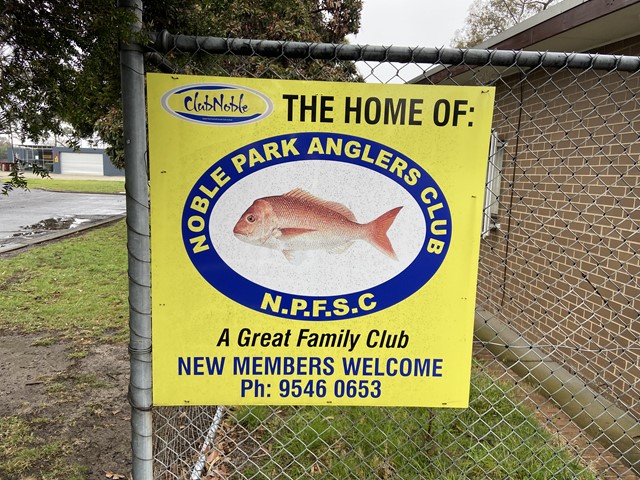 ClubNoble
THE HOME OF:
NOBLE PARK ANGLERS CLUB
N.P.F.S.C
A Great Family Club
NEW MEMBERS WELCOME
Ph: 9546 0653